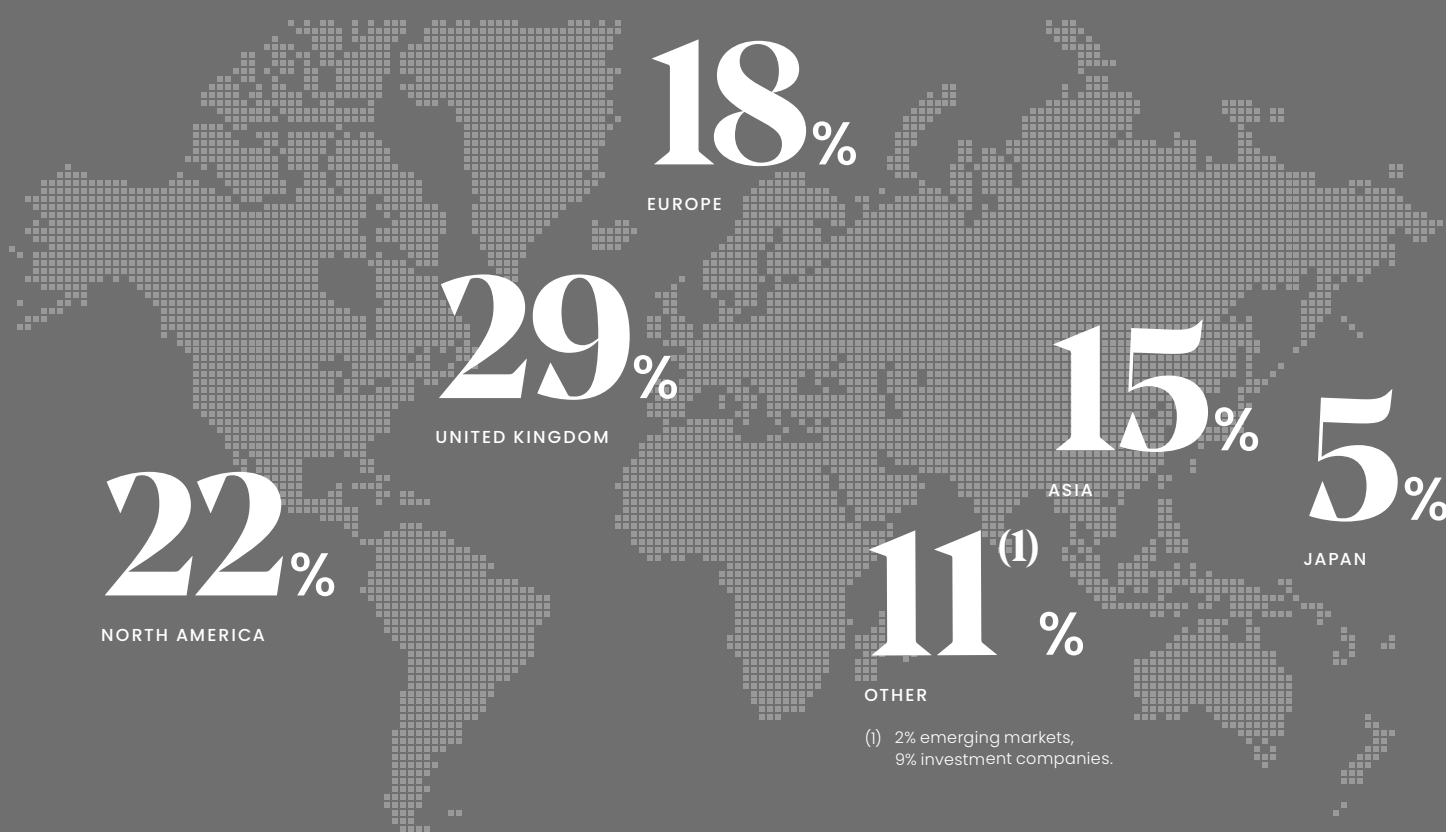 18%
EUROPE
29%
UNITED KINGDOM
15%
ASIA
5%
JAPAN
22%
NORTH AMERICA
11(1) %
OTHER
(1) 2% emerging markets,
9% investment companies.